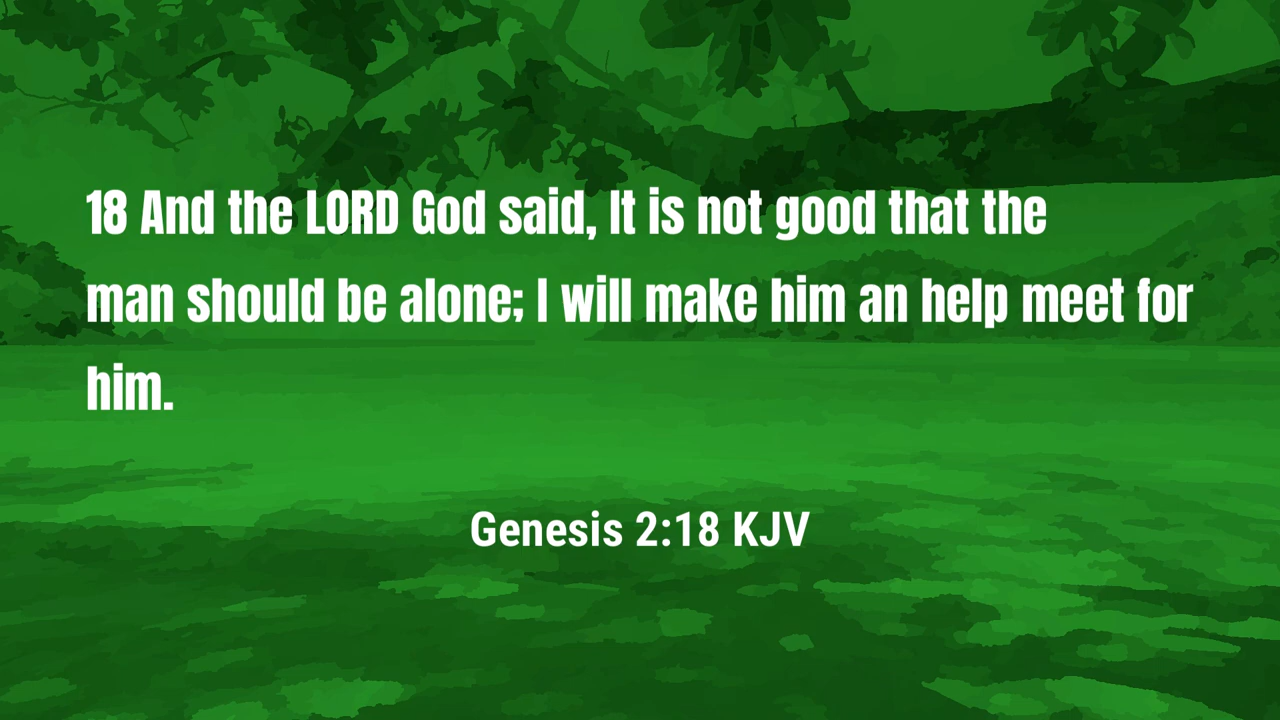 18 And the LORD God said, It is not good that the
man should be alone; I will make him an help meet for
him.
Genesis 2:18 KJV